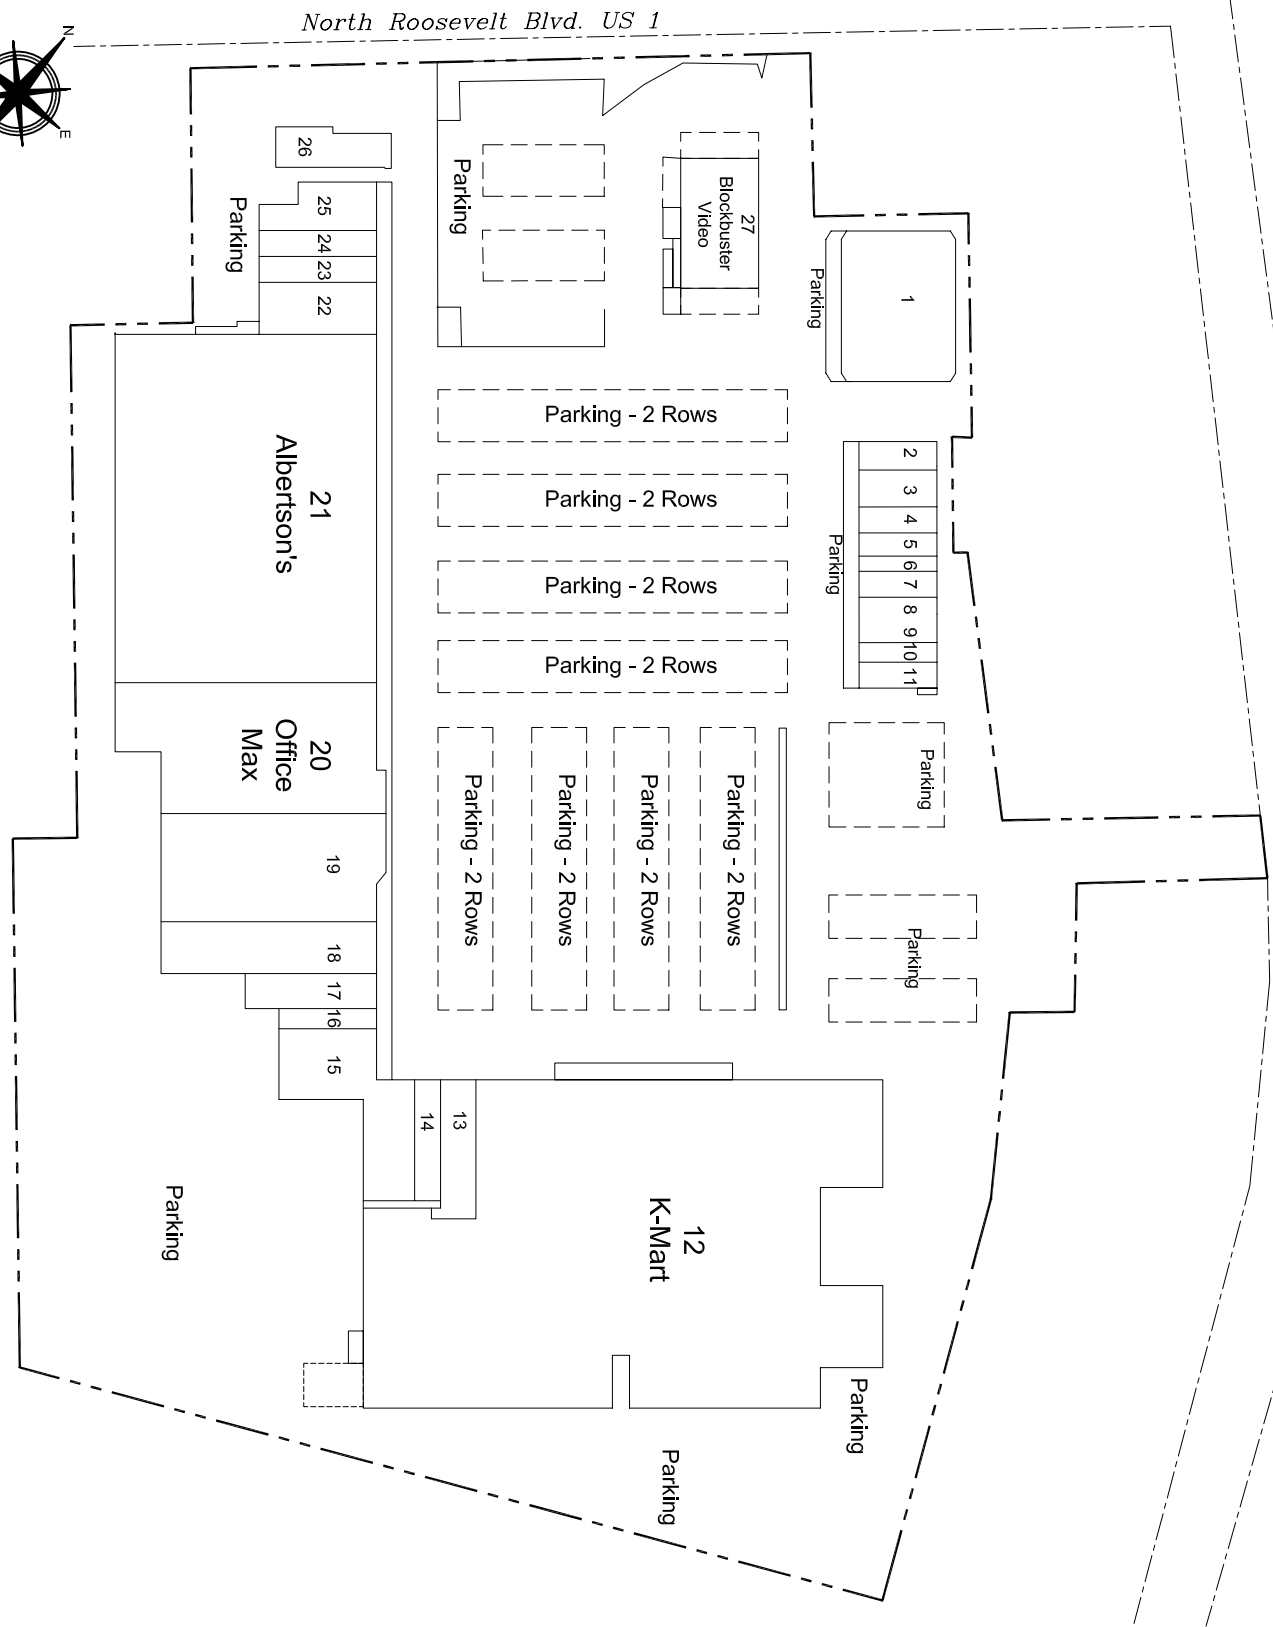 North Roosevelt Blvd. US 1
N
E
26
Parking
25
24
23
22
Parking
27
Blockbuster
Video
1
Parking
Parking - 2 Rows
Parking - 2 Rows
Parking - 2 Rows
Parking - 2 Rows
2
3
4
5
6
7
8
9
10
11
Parking
21
Albertson's
20
Office
Max
19
18
17
16
15
Parking - 2 Rows
Parking - 2 Rows
Parking - 2 Rows
Parking - 2 Rows
Parking
Parking
14
13
12
K-Mart
Parking
Parking
Parking